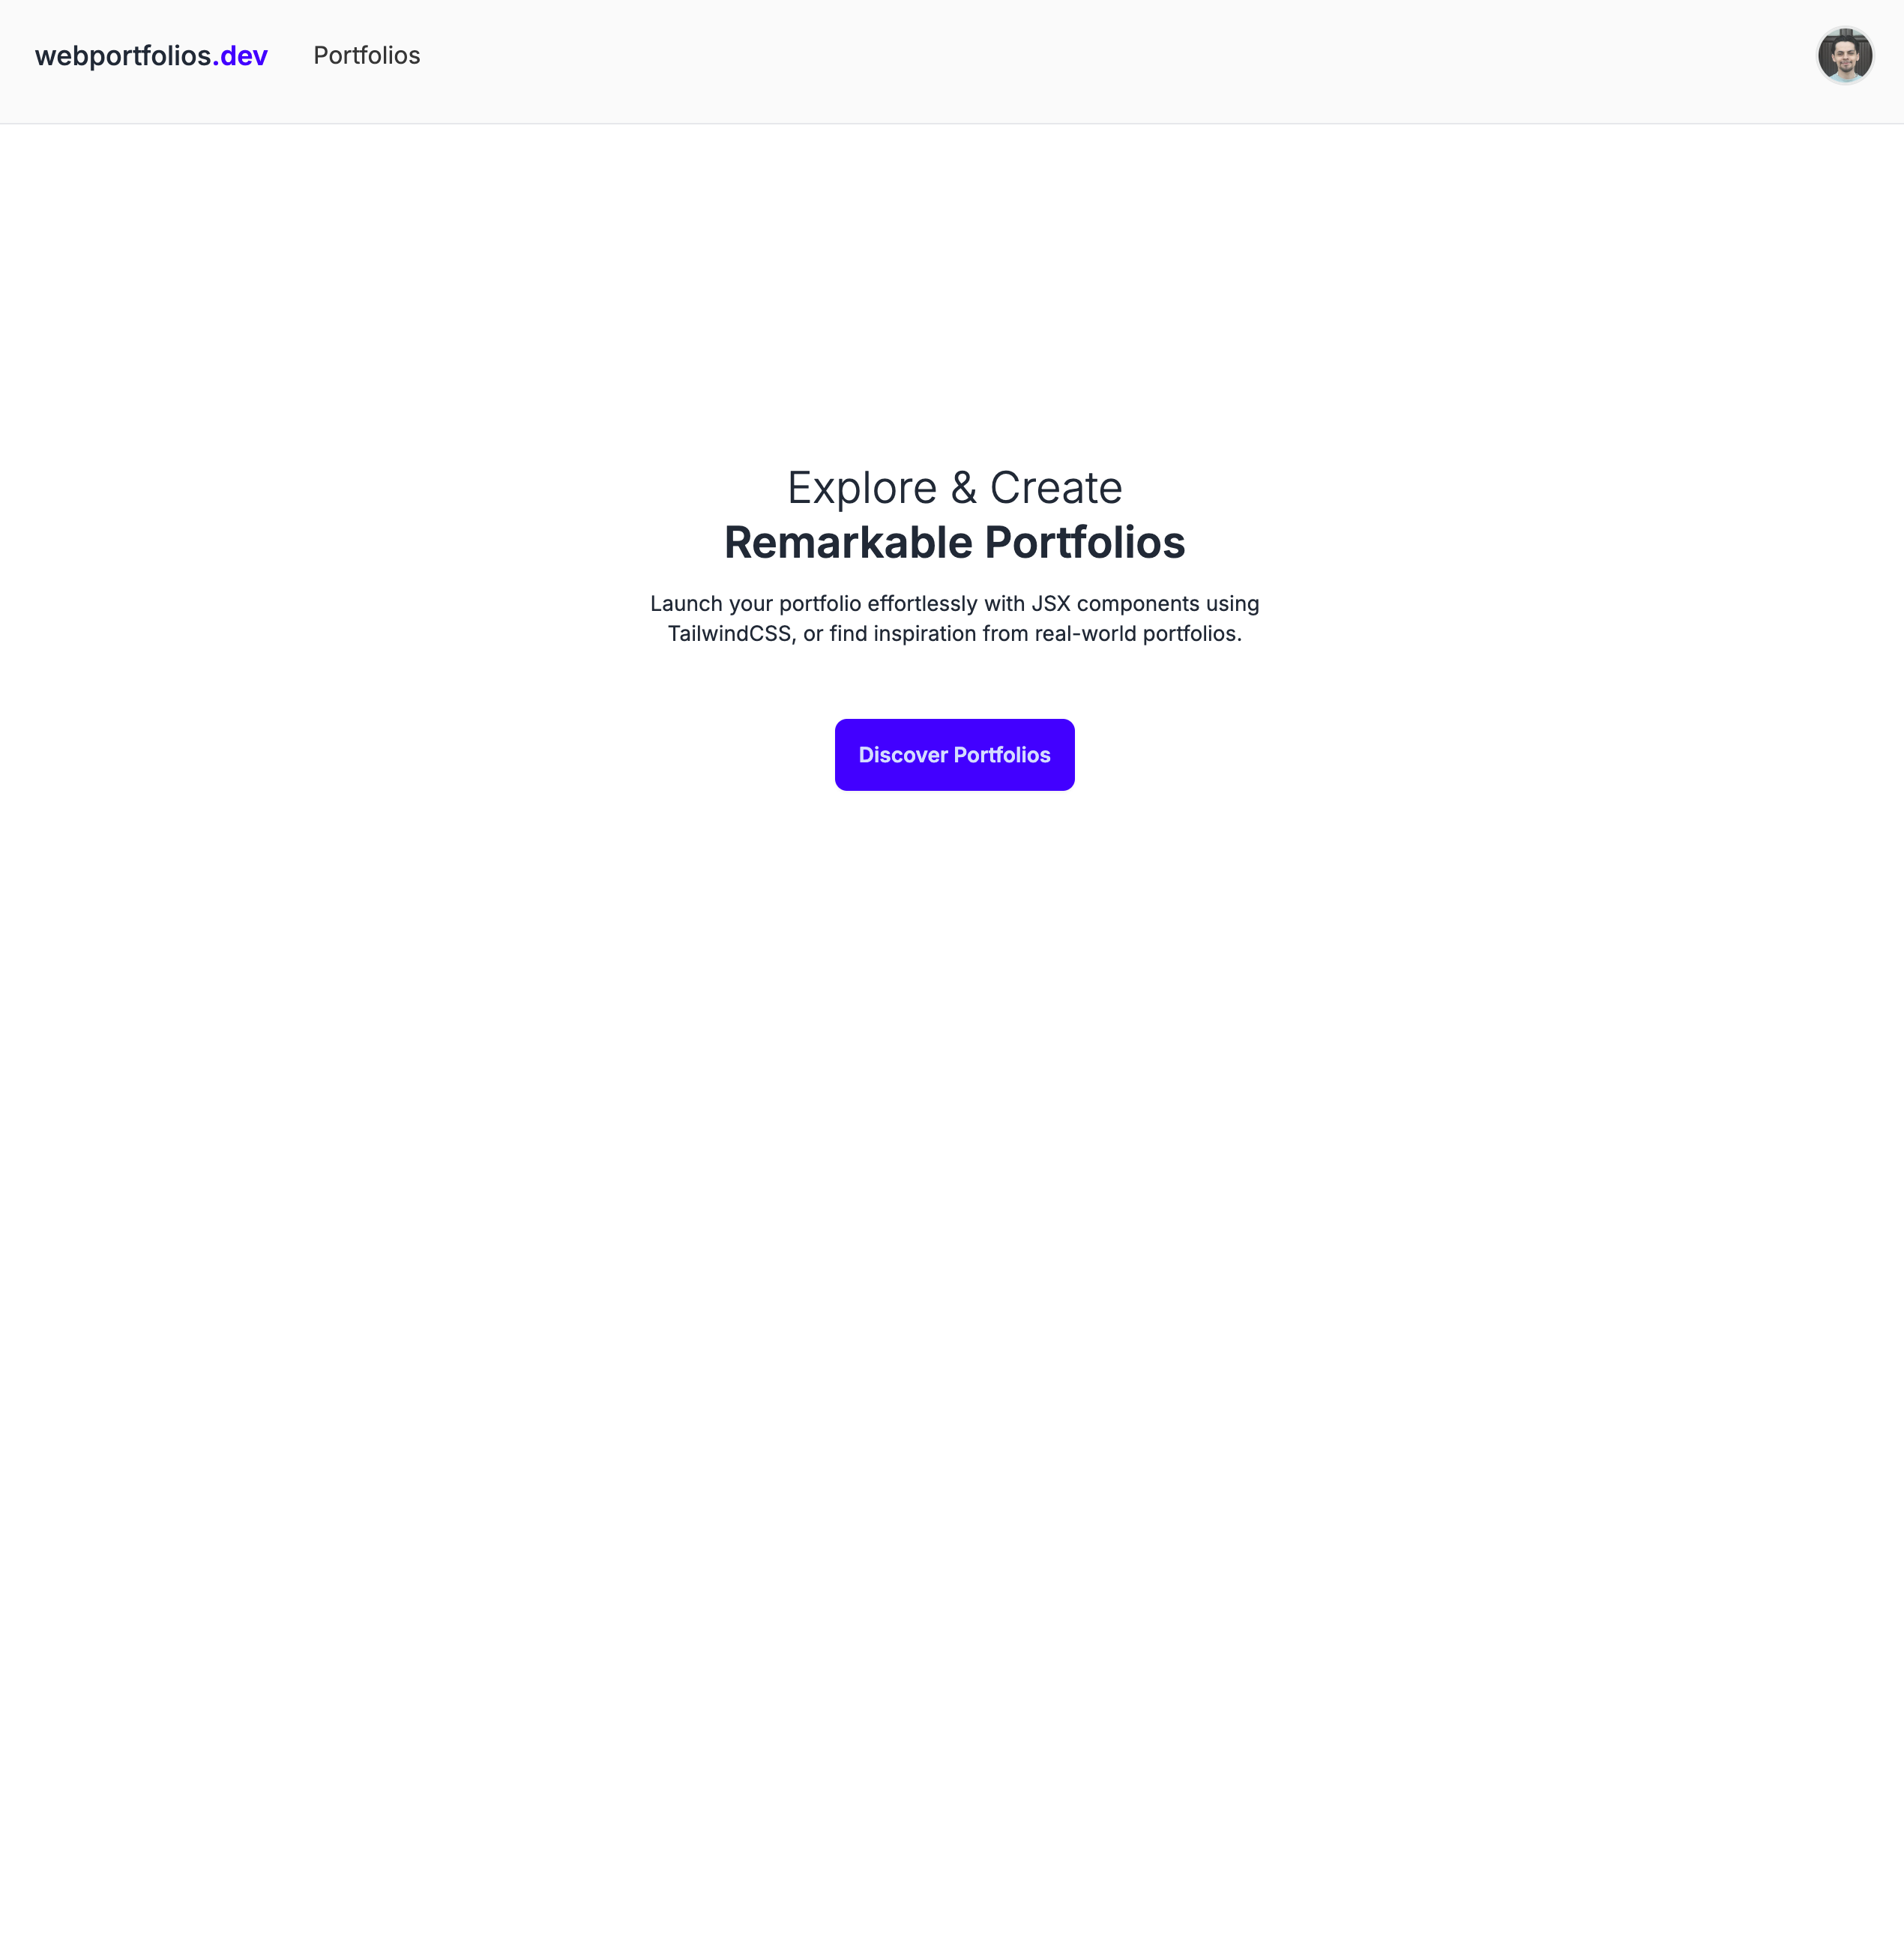 webportfolios.dev
Portfolios
Explore & Create
Remarkable Portfolios
Launch your portfolio effortlessly with JSX components using
TailwindCSS, or find inspiration from real-world portfolios.
Discover Portfolios